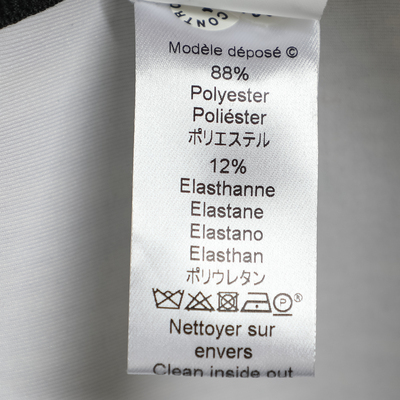 CONTRO
Modèle déposé ©
88%
Polyester
Poliéster
ポリエステル
12%
Elasthanne
Elastane
Elastano
Elasthan
ポリウレタン
P ®
Nettoyer sur
envers
Clean inside out